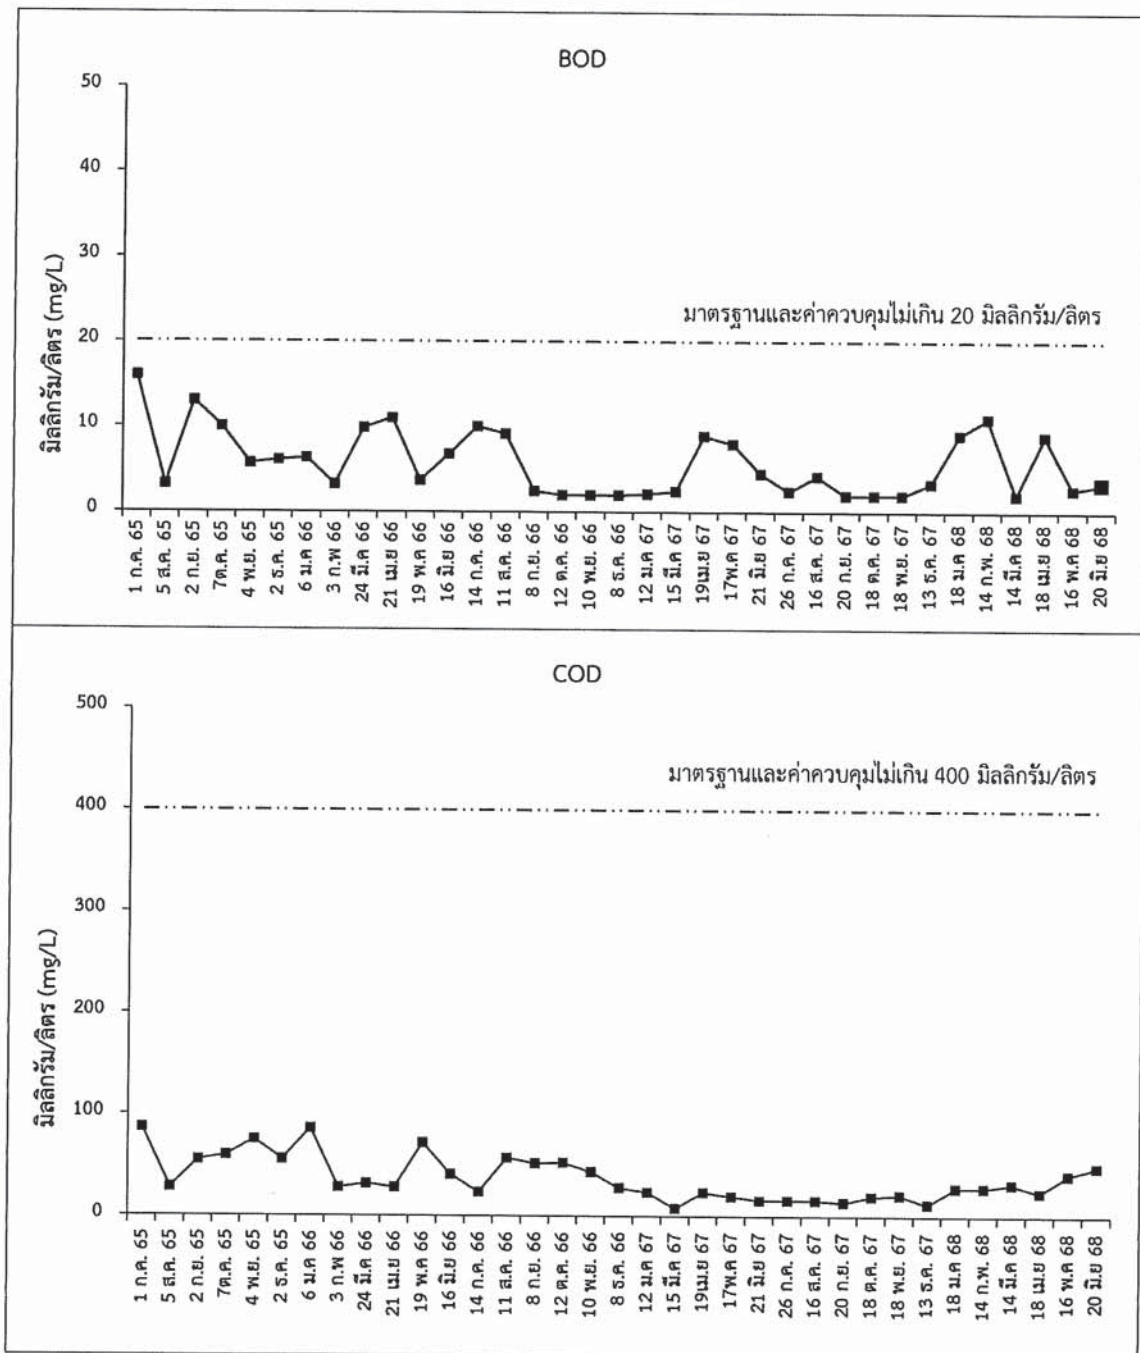 BOD
50
40
30
20
10
0
มิลลิกรัม/ลิตร (mg/L)
มาตรฐานและค่าควบคุมไม่เกิน 20 มิลลิกรัม/ลิตร
1 ก.ค. 65
5 ส.ค. 65
2 ก.ย. 65
7ต.ค. 65
4 พ.ย. 65
2 ธ.ค. 65
6 ม.ค 66
3 ก.พ 66
24 มี.ค 66
21 เม.ย 66
19 พ.ค 66
16 มิ.ย 66
14 ก.ค. 66
11 ส.ค. 66
8 ก.ย. 66
12 ต.ค. 66
10 พ.ย. 66
8 ธ.ค. 66
12 ม.ค 67
15 มี.ค 67
19เม.ย 67
17พ.ค 67
21 มิ.ย 67
26 ก.ค. 67
16 ส.ค. 67
20 ก.ย. 67
18 ต.ค. 67
18 พ.ย. 67
13 ธ.ค. 67
18 ม.ค 68
14 ก.พ. 68
14 มี.ค 68
18 เม.ย 68
16 พ.ค 68
20 มิ.ย 68
COD
500
400
300
200
100
0
มิลลิกรัม/ลิตร (mg/L)
มาตรฐานและค่าควบคุมไม่เกิน 400 มิลลิกรัม/ลิตร
1 ก.ค. 65
5 ส.ค. 65
2 ก.ย. 65
7ต.ค. 65
4 พ.ย. 65
2 ธ.ค. 65
6 ม.ค 66
3 ก.พ 66
24 มี.ค 66
21 เม.ย 66
19 พ.ค 66
16 มิ.ย 66
14 ก.ค. 66
11 ส.ค. 66
8 ก.ย. 66
12 ต.ค. 66
10 พ.ย. 66
8 ธ.ค. 66
12 ม.ค 67
15 มี.ค 67
19เม.ย 67
17พ.ค 67
21 มิ.ย 67
26 ก.ค. 67
16 ส.ค. 67
20 ก.ย. 67
18 ต.ค. 67
18 พ.ย. 67
13 ธ.ค. 67
18 ม.ค 68
14 ก.พ. 68
14 มี.ค 68
18 เม.ย 68
16 พ.ค 68
20 มิ.ย 68